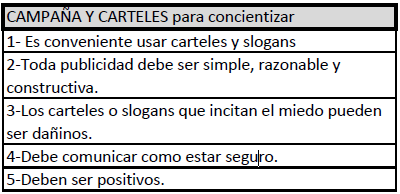 CAMPAÑA Y CARTELES para concientizar
1- Es conveniente usar carteles y slogans
2-Toda publicidad debe ser simple, razonable y
constructiva.
3-Los carteles o slogans que incitan el miedo pueden
ser dañinos.
4-Debe comunicar como estar seguro.
5-Deben ser positivos.